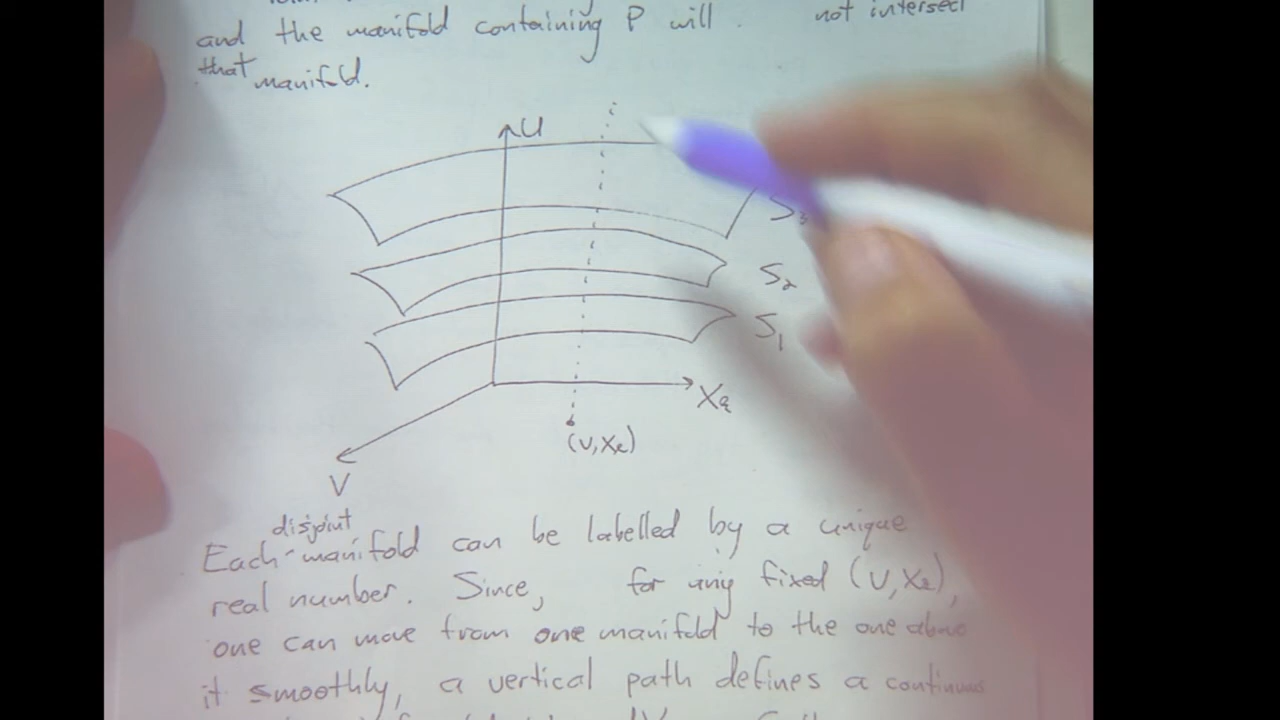 and the manifold containing P will not intersect
that manifold.
U
S3
S2
S1
X2
(V, X2)
V
disjoint
Each manifold can be labelled by a unique
real number. Since, for any fixed (V, X2),
one can move from one manifold to the one above
it smoothly, a vertical path defines a continuous